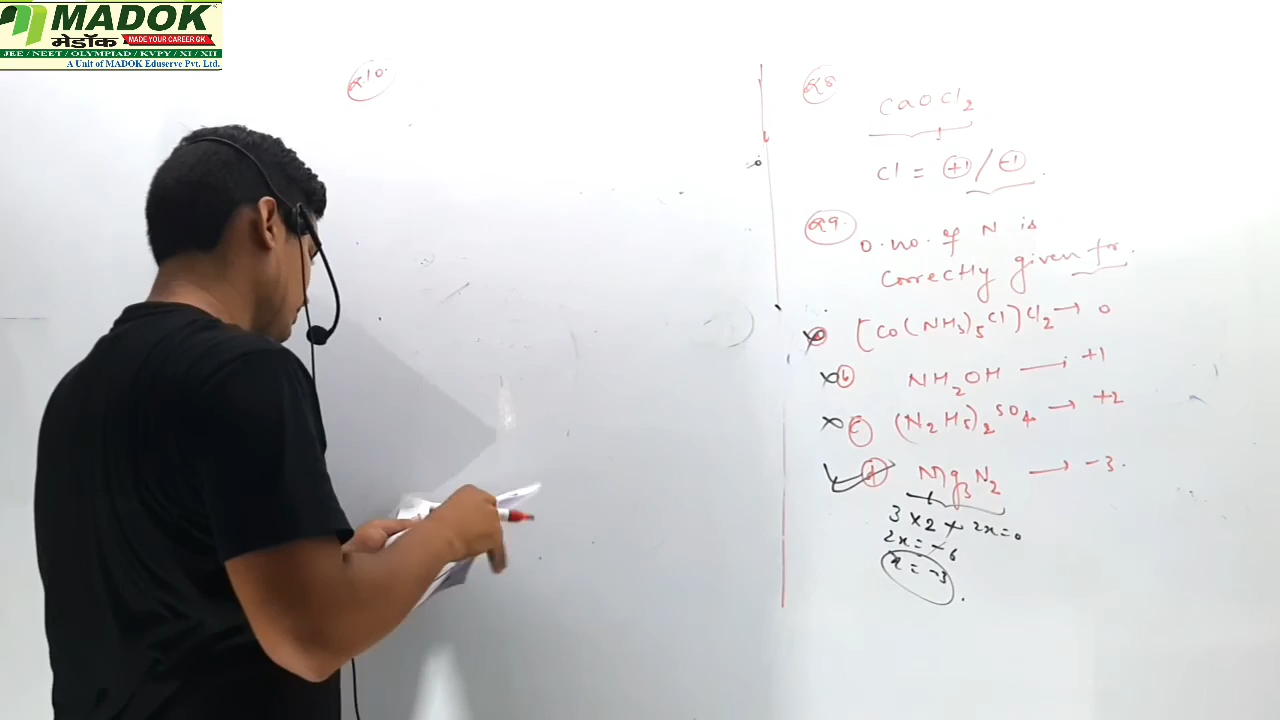 MADOK
मेडॉक MADE YOUR CAREER GK
JEE / NEET / OLYMPIAD / KVPY / XI / XII
A Unit of MADOK Eduserve Pvt. Ltd.
Q10.
Q8
CaOCl2
Cl = +1 / -1
Q9.
O. no. of N is
correctly given for.
a [Co(NH3)5Cl]Cl2 → 0
b NH2OH → +1
c (N2H5)2SO4 → +2
d Mg3N2 → -3.
3×2 + 2x = 0
2x = -6
x = -3